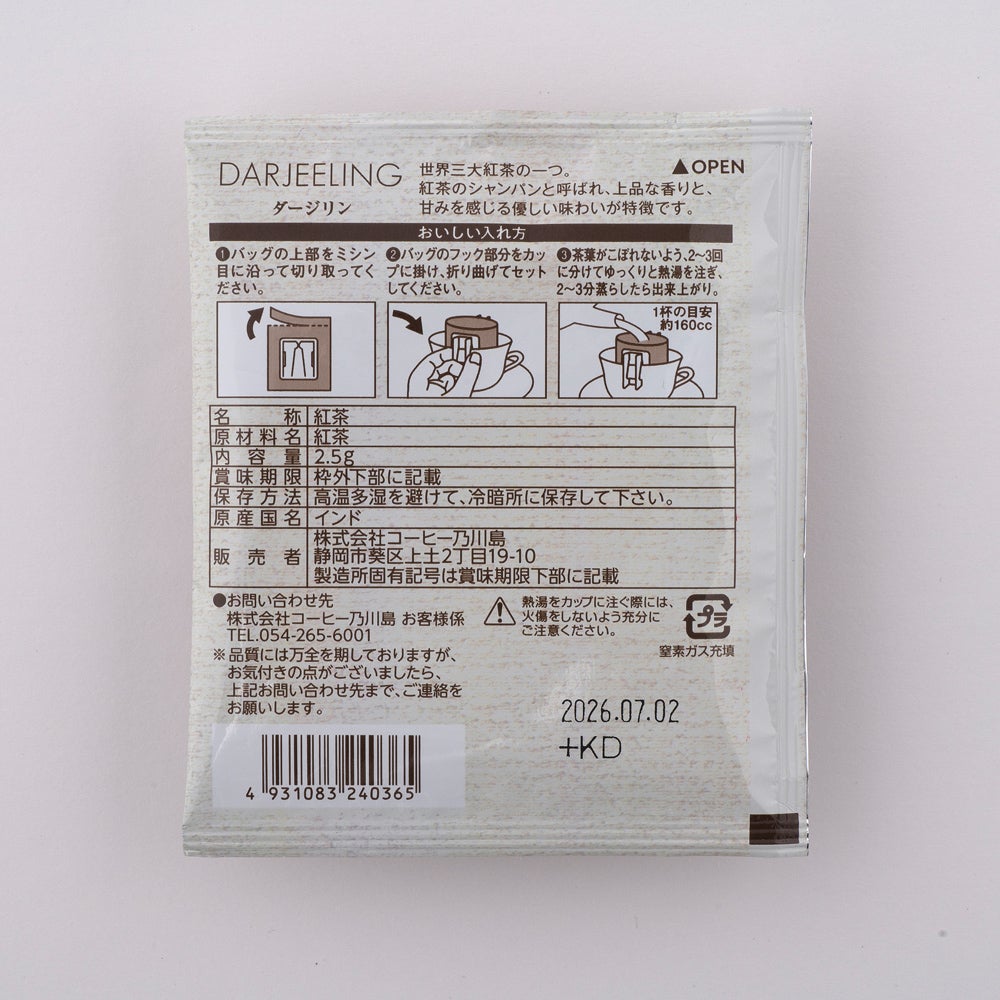 DARJEELING
ダージリン
世界三大紅茶の一つ。
紅茶のシャンパンと呼ばれ、上品な香りと、
甘みを感じる優しい味わいが特徴です。
▲OPEN
おいしい入れ方
❶バッグの上部をミシン
目に沿って切り取ってく
ださい。
❷バッグのフック部分をカッ
プに掛け、折り曲げてセット
してください。
❸茶葉がこぼれないよう、2~3回
に分けてゆっくりと熱湯を注ぎ、
2~3分蒸らしたら出来上がり。
1杯の目安
約160cc
名称 紅茶
原材料名 紅茶
内容量 2.5g
賞味期限 枠外下部に記載
保存方法 高温多湿を避けて、冷暗所に保存して下さい。
原産国名 インド
販売者 株式会社コーヒー乃川島
静岡市葵区上土2丁目19-10
製造所固有記号は賞味期限下部に記載
●お問い合わせ先
株式会社コーヒー乃川島 お客様係
TEL.054-265-6001
※品質には万全を期しておりますが、
お気付きの点がございましたら、
上記お問い合わせ先まで、ご連絡を
お願いします。
熱湯をカップに注ぐ際には、
火傷をしないよう充分に
ご注意ください。
プラ
窒素ガス充填
2026.07.02
+KD
4 931083 240365